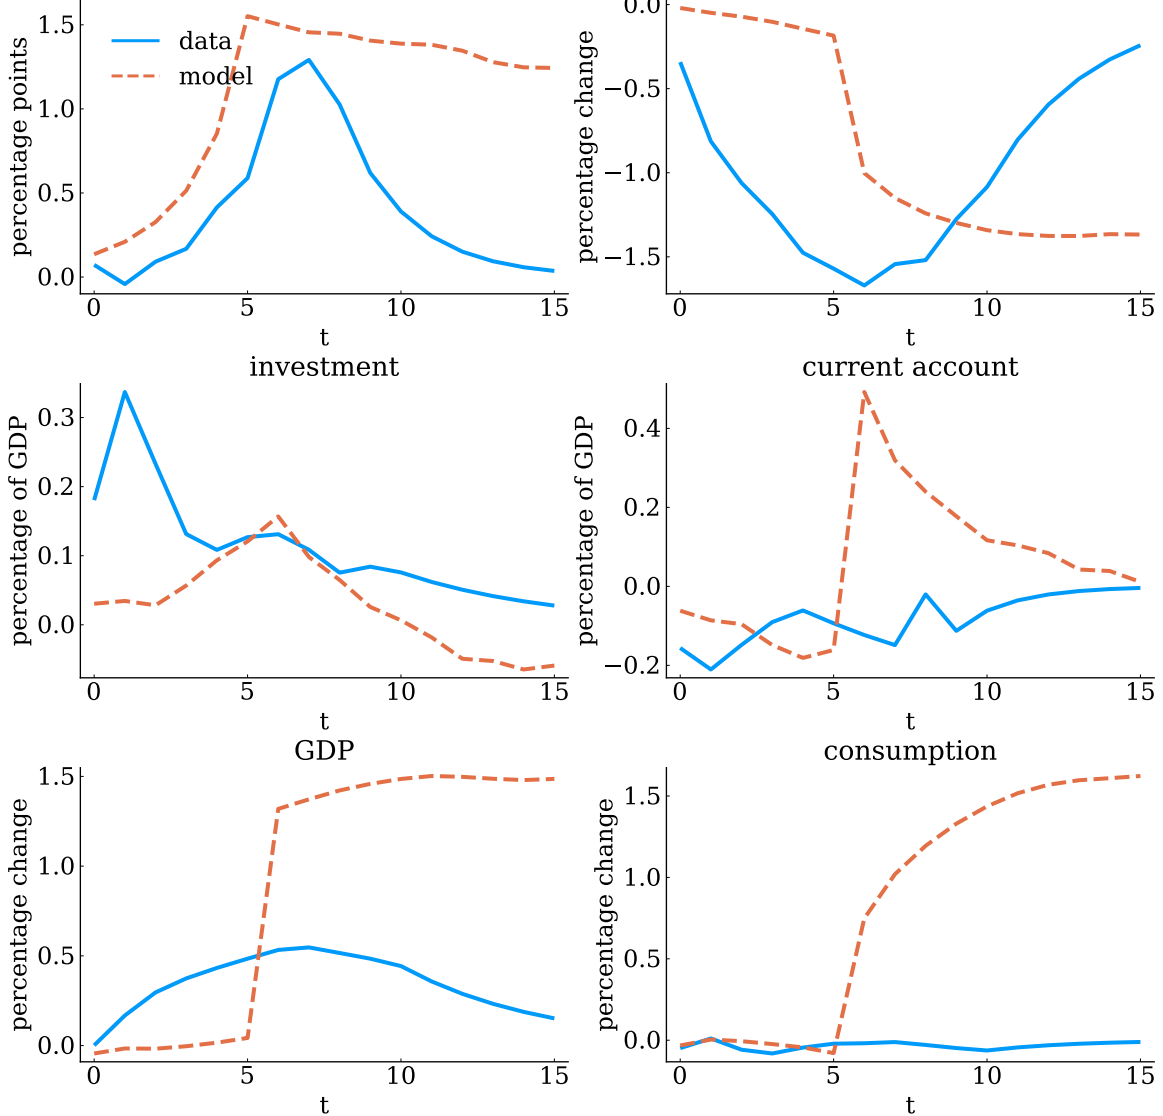 percentage points
1.5
1.0
0.5
0.0
data
model
0
5
10
15
t
percentage change
0.0
−0.5
−1.0
−1.5
0
5
10
15
t
investment
percentage of GDP
0.3
0.2
0.1
0.0
0
5
10
15
t
current account
percentage of GDP
0.4
0.2
0.0
−0.2
0
5
10
15
t
GDP
percentage change
1.5
1.0
0.5
0.0
0
5
10
15
t
consumption
percentage change
1.5
1.0
0.5
0.0
0
5
10
15
t